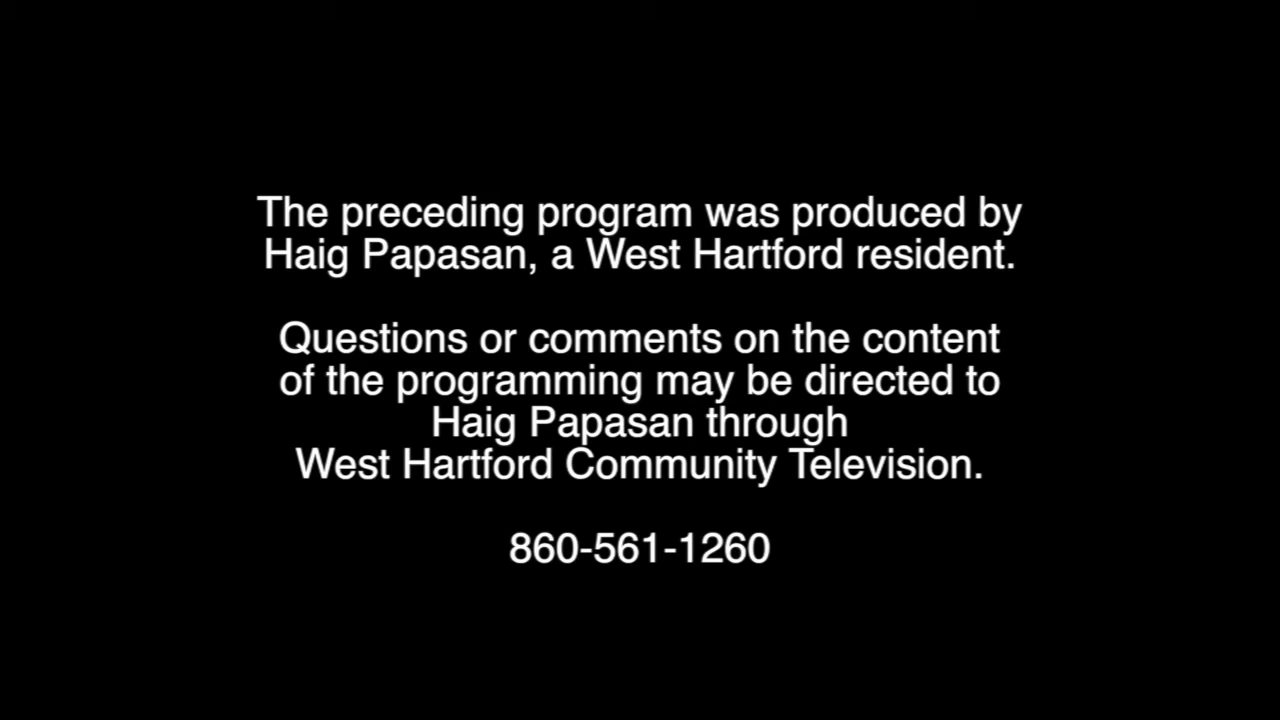 The preceding program was produced by
Haig Papasan, a West Hartford resident.
Questions or comments on the content
of the programming may be directed to
Haig Papasan through
West Hartford Community Television.
860-561-1260